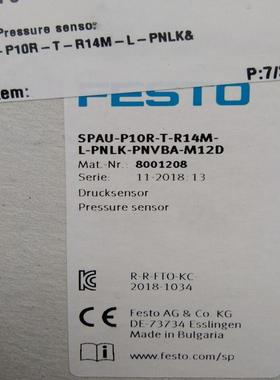 Pressure sensor
-P10R-T-R14M-L-PNLK&
P:7/
tem:
FESTO
SPAU-P10R-T-R14M-
L-PNLK-PNVBA-M12D
Mat.-Nr. 8001208
Serie: 11-2018:13
Drucksensor
Pressure sensor
R-R-FTO-KC-
2018-1034
Festo AG & Co. KG
DE-73734 Esslingen
Made in Bulgaria
www.festo.com/sp